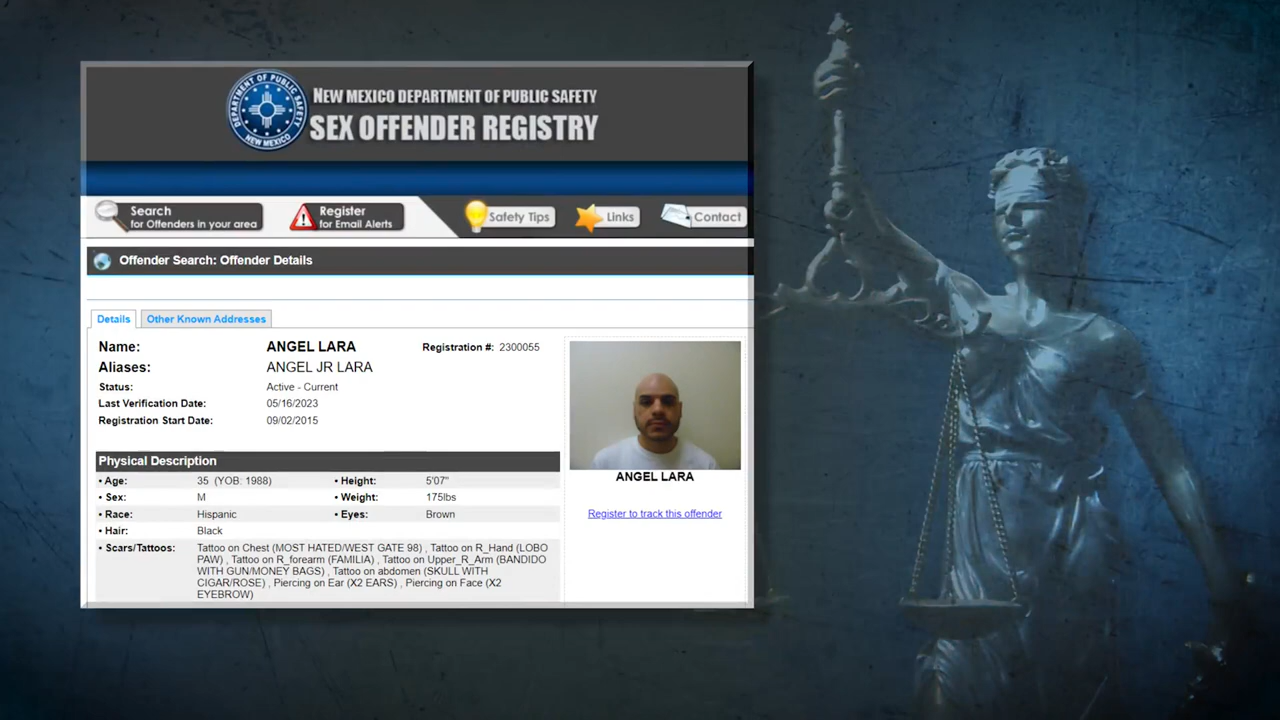 DEPARTMENT OF PUBLIC SAFETY
NEW MEXICO
NEW MEXICO DEPARTMENT OF PUBLIC SAFETY
SEX OFFENDER REGISTRY
Search
for Offenders in your area
Register
for Email Alerts
Safety Tips
Links
Contact
Offender Search: Offender Details
Details
Other Known Addresses
Name: ANGEL LARA Registration #: 2300055
Aliases: ANGEL JR LARA
Status: Active - Current
Last Verification Date: 05/16/2023
Registration Start Date: 09/02/2015
Physical Description
• Age: 35 (YOB: 1988) • Height: 5'07"
• Sex: M • Weight: 175lbs
• Race: Hispanic • Eyes: Brown
• Hair: Black
• Scars/Tattoos: Tattoo on Chest (MOST HATED/WEST GATE 98) , Tattoo on R_Hand (LOBO
PAW) , Tattoo on R_forearm (FAMILIA) , Tattoo on Upper_R_Arm (BANDIDO
WITH GUN/MONEY BAGS) , Tattoo on abdomen (SKULL WITH
CIGAR/ROSE) , Piercing on Ear (X2 EARS) , Piercing on Face (X2
EYEBROW)
ANGEL LARA
Register to track this offender